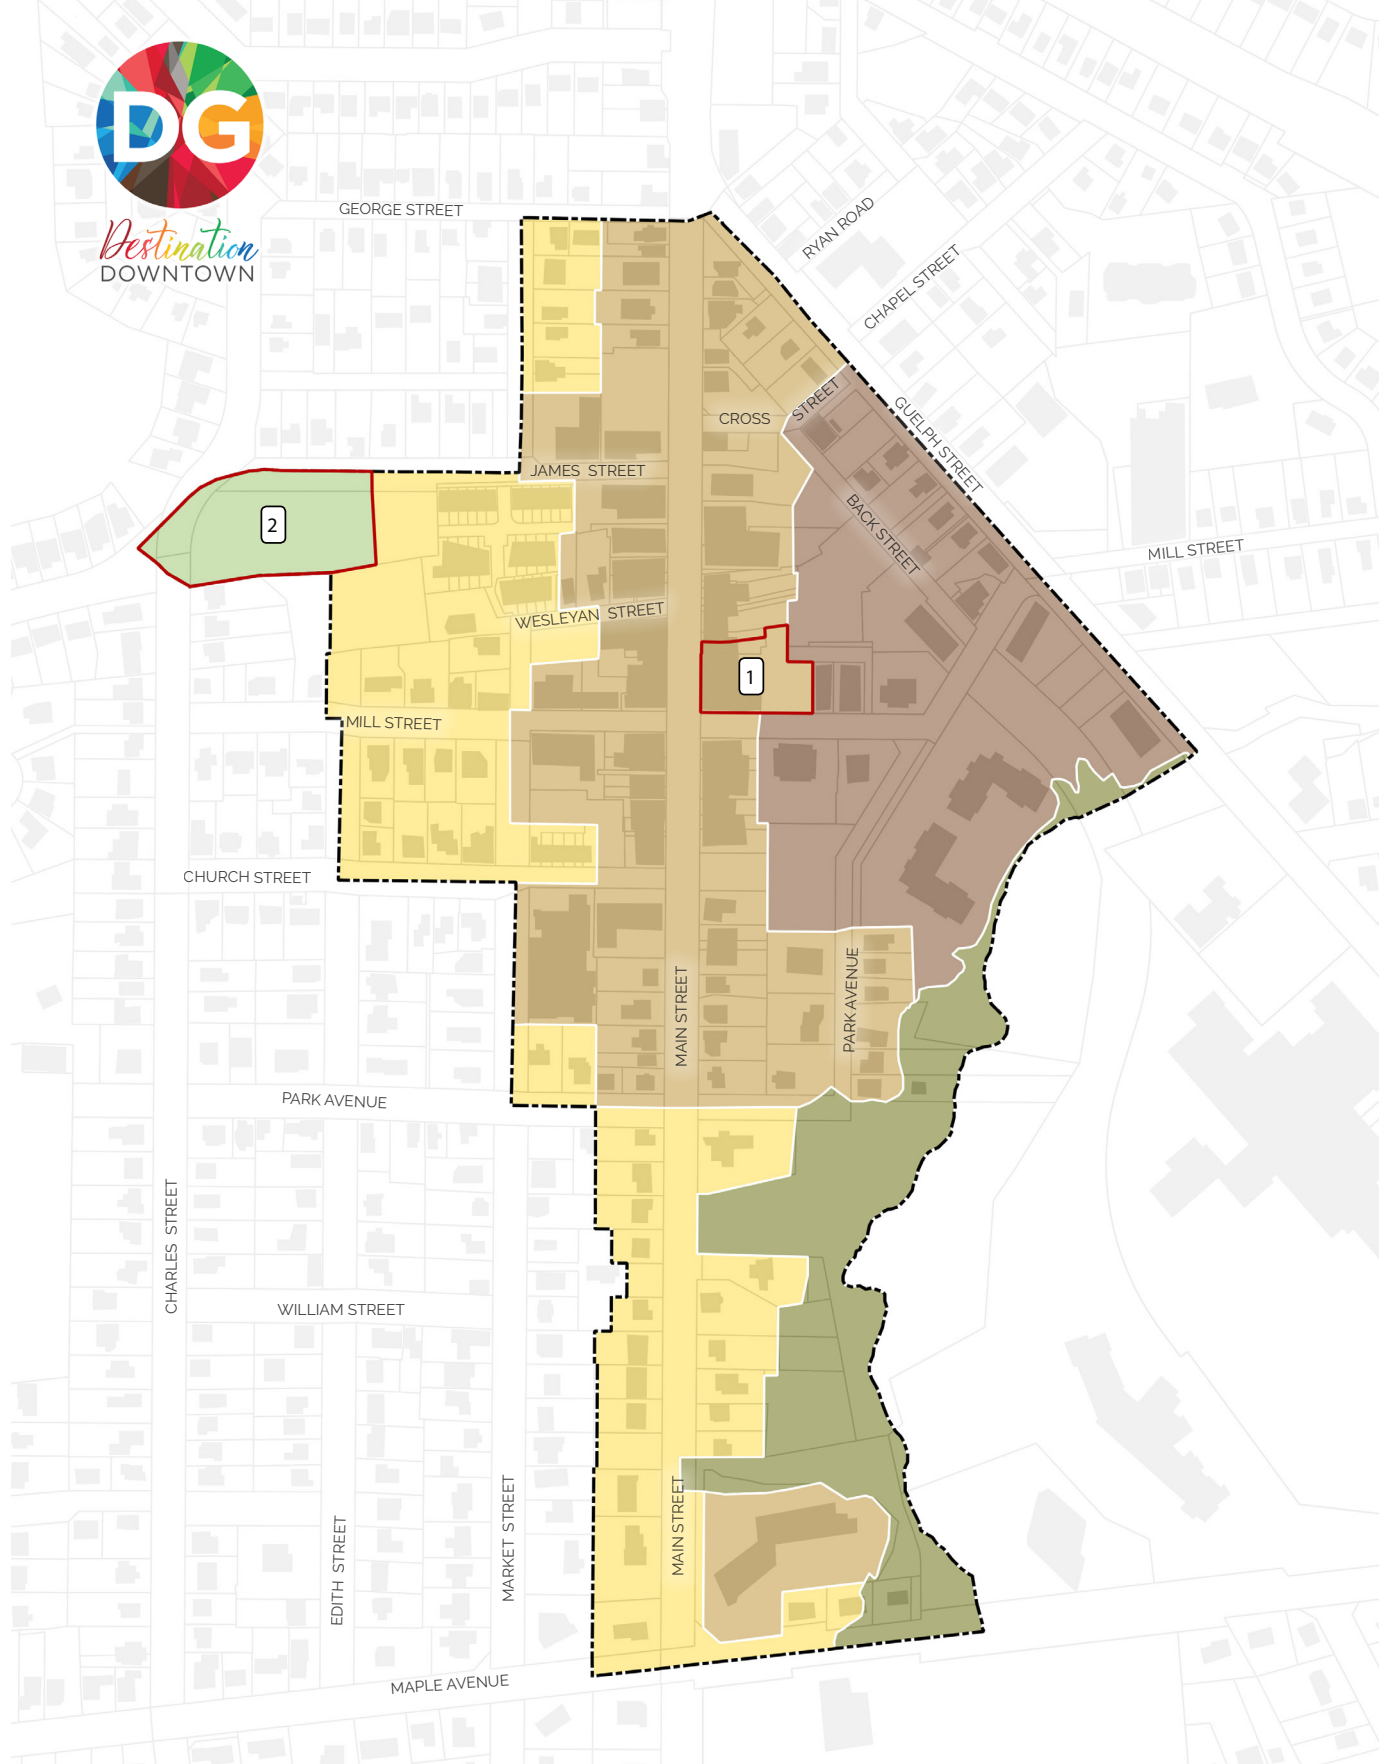 DG
Destination
DOWNTOWN
GEORGE STREET
RYAN ROAD
CHAPEL STREET
CROSS STREET
GUELPH STREET
JAMES STREET
BACK STREET
2
MILL STREET
WESLEYAN STREET
1
MILL STREET
CHURCH STREET
MAIN STREET
PARK AVENUE
PARK AVENUE
CHARLES STREET
WILLIAM STREET
MAIN STREET
MARKET STREET
EDITH STREET
MAPLE AVENUE